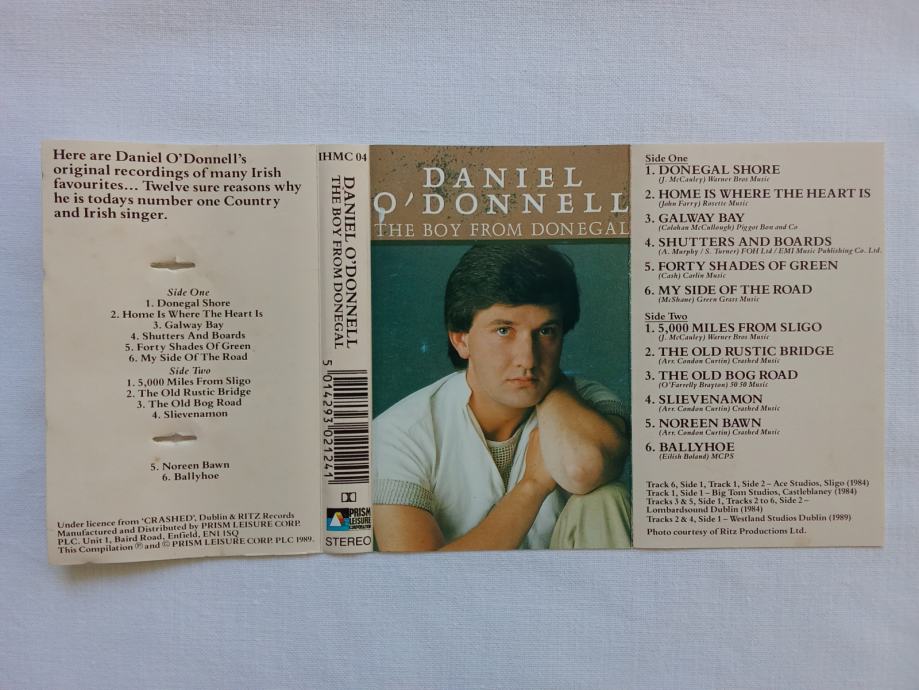 Here are Daniel O'Donnell's
original recordings of many Irish
favourites... Twelve sure reasons why
he is todays number one Country
and Irish singer.
Side One
1. Donegal Shore
2. Home Is Where The Heart Is
3. Galway Bay
4. Shutters And Boards
5. Forty Shades Of Green
6. My Side Of The Road
Side Two
1. 5,000 Miles From Sligo
2. The Old Rustic Bridge
3. The Old Bog Road
4. Slievenamon
5. Noreen Bawn
6. Ballyhoe
Under licence from 'CRASHED', Dublin & RITZ Records
Manufactured and Distributed by PRISM LEISURE CORP.
PLC. Unit 1, Baird Road, Enfield, EN1 1SQ
This Compilation ℗ and © PRISM LEISURE CORP. PLC 1989.
IHMC 04
DANIEL O'DONNELL
THE BOY FROM DONEGAL
5 014293 021241
PRISM
LEISURE
CORPORATION
STEREO
DANIEL
O'DONNELL
THE BOY FROM DONEGAL
Side One
1. DONEGAL SHORE
(J. McCauley) Warner Bros Music
2. HOME IS WHERE THE HEART IS
(John Farry) Rosette Music
3. GALWAY BAY
(Colohan McCullough) Piggot Bon and Co
4. SHUTTERS AND BOARDS
(A. Murphy / S. Turner) FOH Ltd / EMI Music Publishing Co. Ltd.
5. FORTY SHADES OF GREEN
(Cash) Carlin Music
6. MY SIDE OF THE ROAD
(McShane) Green Grass Music
Side Two
1. 5,000 MILES FROM SLIGO
(J. McCauley) Warner Bros Music
2. THE OLD RUSTIC BRIDGE
(Arr. Condon Curtin) Crashed Music
3. THE OLD BOG ROAD
(O'Farrelly Brayton) 50 50 Music
4. SLIEVENAMON
(Arr. Condon Curtin) Crashed Music
5. NOREEN BAWN
(Arr. Condon Curtin) Crashed Music
6. BALLYHOE
(Eilish Boland) MCPS
Track 6, Side 1, Track 1, Side 2 – Ace Studios, Sligo (1984)
Track 1, Side 1 – Big Tom Studios, Castleblaney (1984)
Tracks 3 & 5, Side 1, Tracks 2 to 6, Side 2 –
Lombardsound Dublin (1984)
Tracks 2 & 4, Side 1 – Westland Studios Dublin (1989)
Photo courtesy of Ritz Productions Ltd.